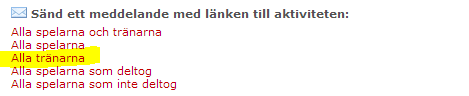 Sänd ett meddelande med länken till aktiviteten:
Alla spelarna och tränarna
Alla spelarna
Alla tränarna
Alla spelarna som deltog
Alla spelarna som inte deltog